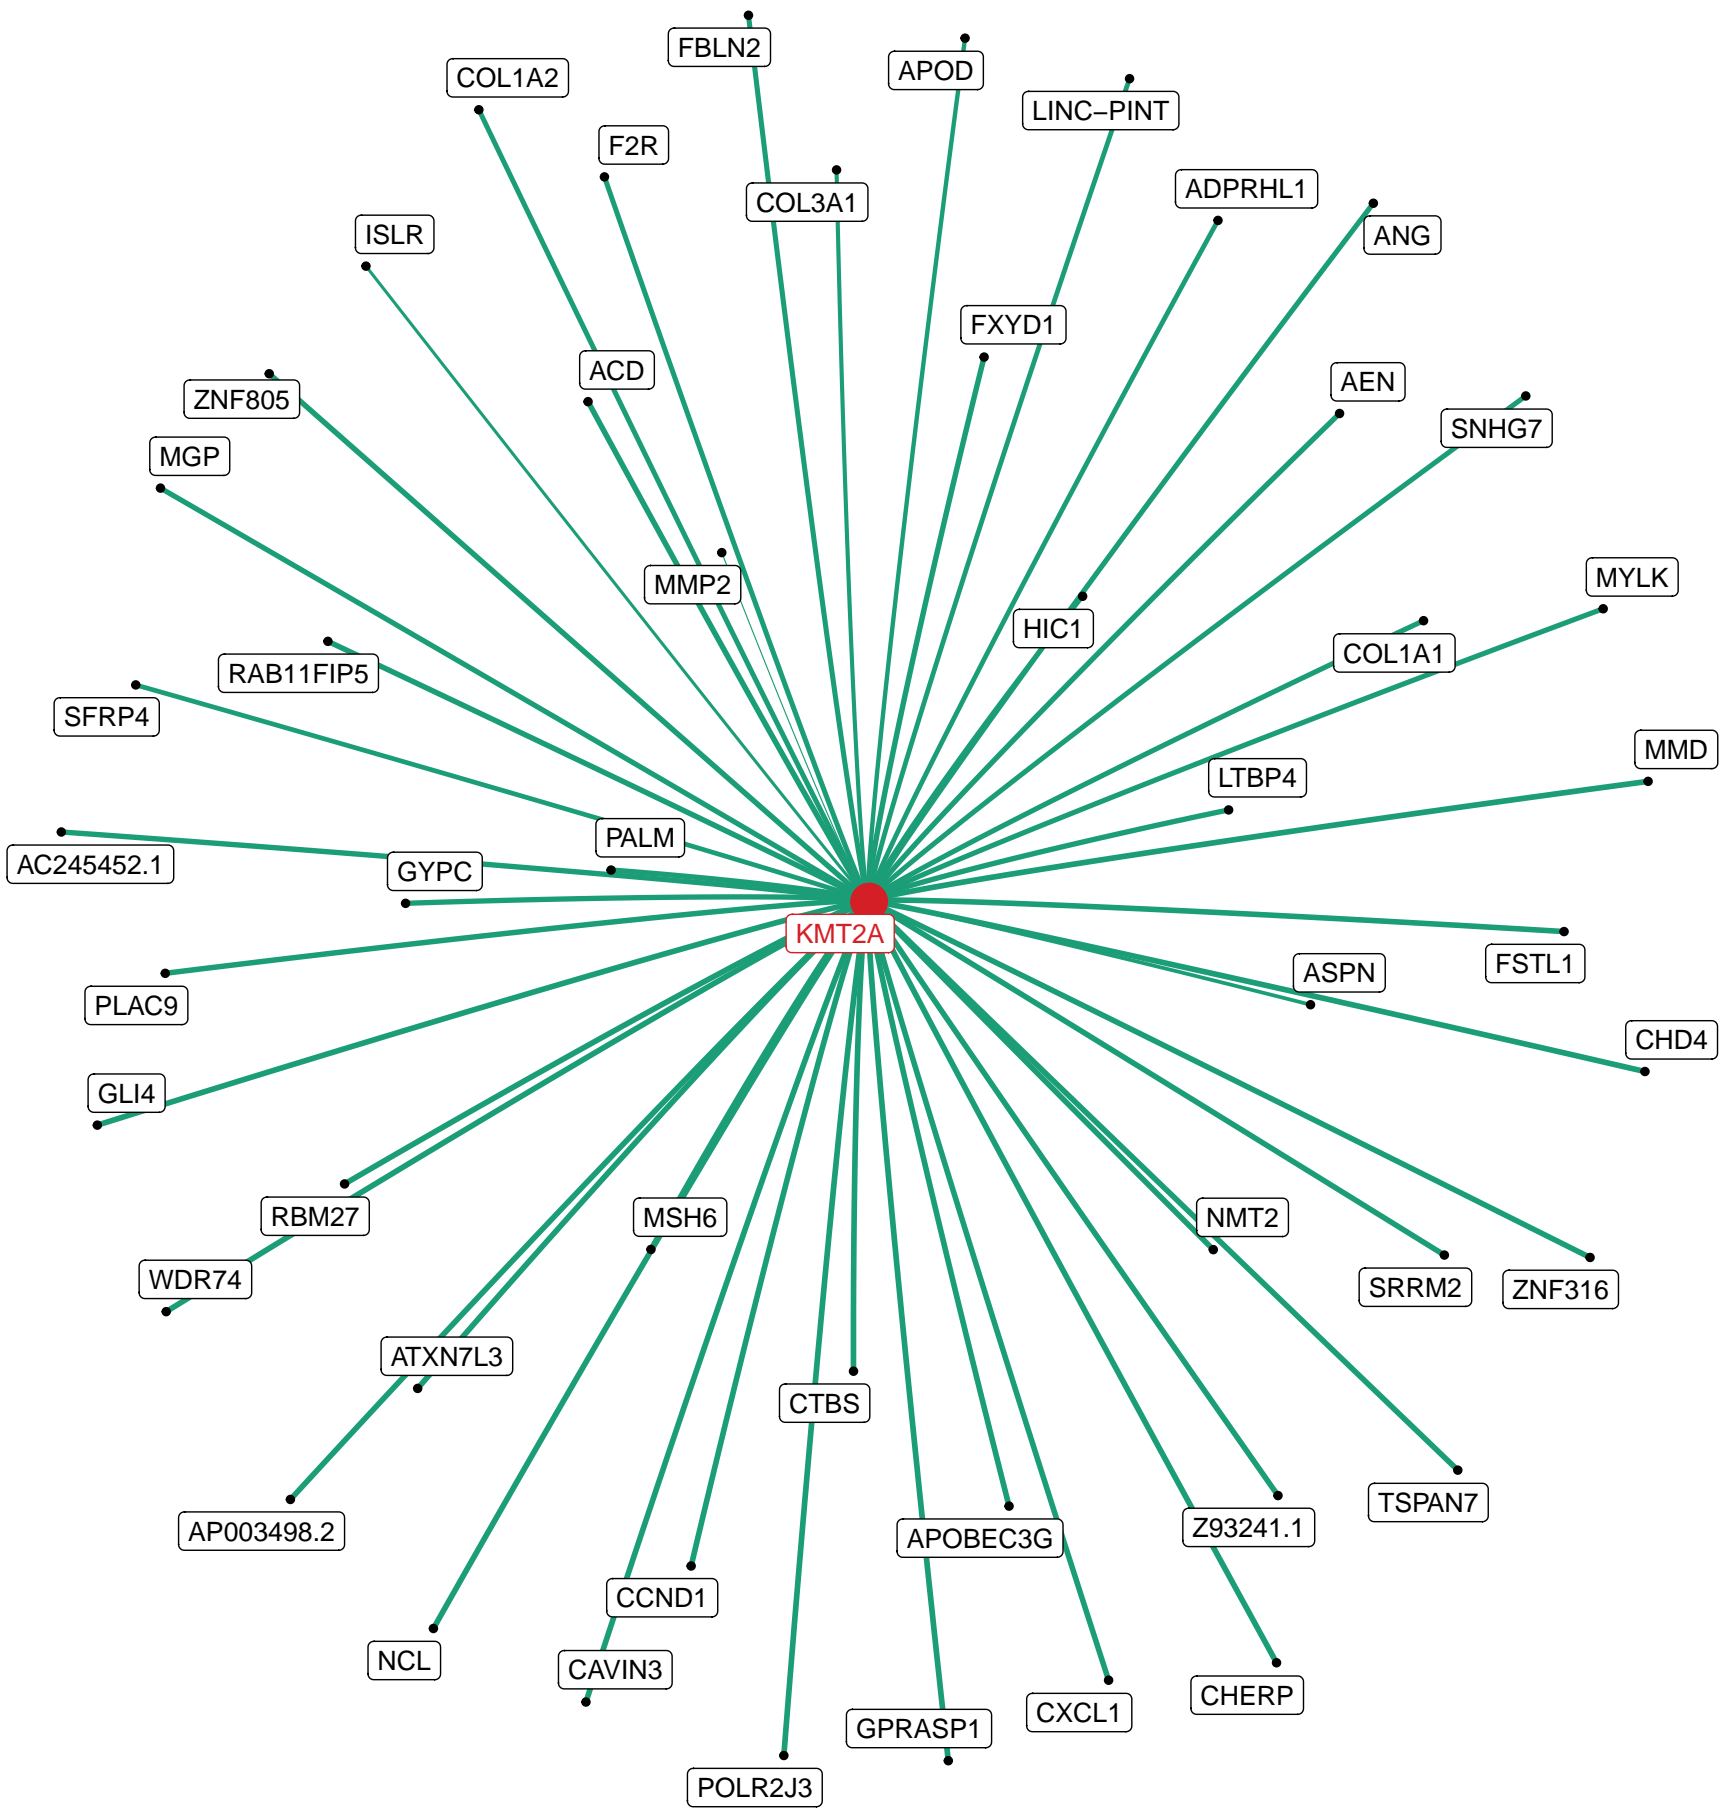 FBLN2
APOD
COL1A2
LINC−PINT
F2R
ADPRHL1
COL3A1
ISLR
ANG
FXYD1
ACD
AEN
ZNF805
SNHG7
MGP
MMP2
MYLK
HIC1
COL1A1
RAB11FIP5
SFRP4
MMD
LTBP4
PALM
AC245452.1
GYPC
KMT2A
FSTL1
ASPN
PLAC9
CHD4
GLI4
RBM27
MSH6
NMT2
WDR74
SRRM2
ZNF316
ATXN7L3
CTBS
TSPAN7
AP003498.2
Z93241.1
APOBEC3G
CCND1
NCL
CAVIN3
CHERP
CXCL1
GPRASP1
POLR2J3